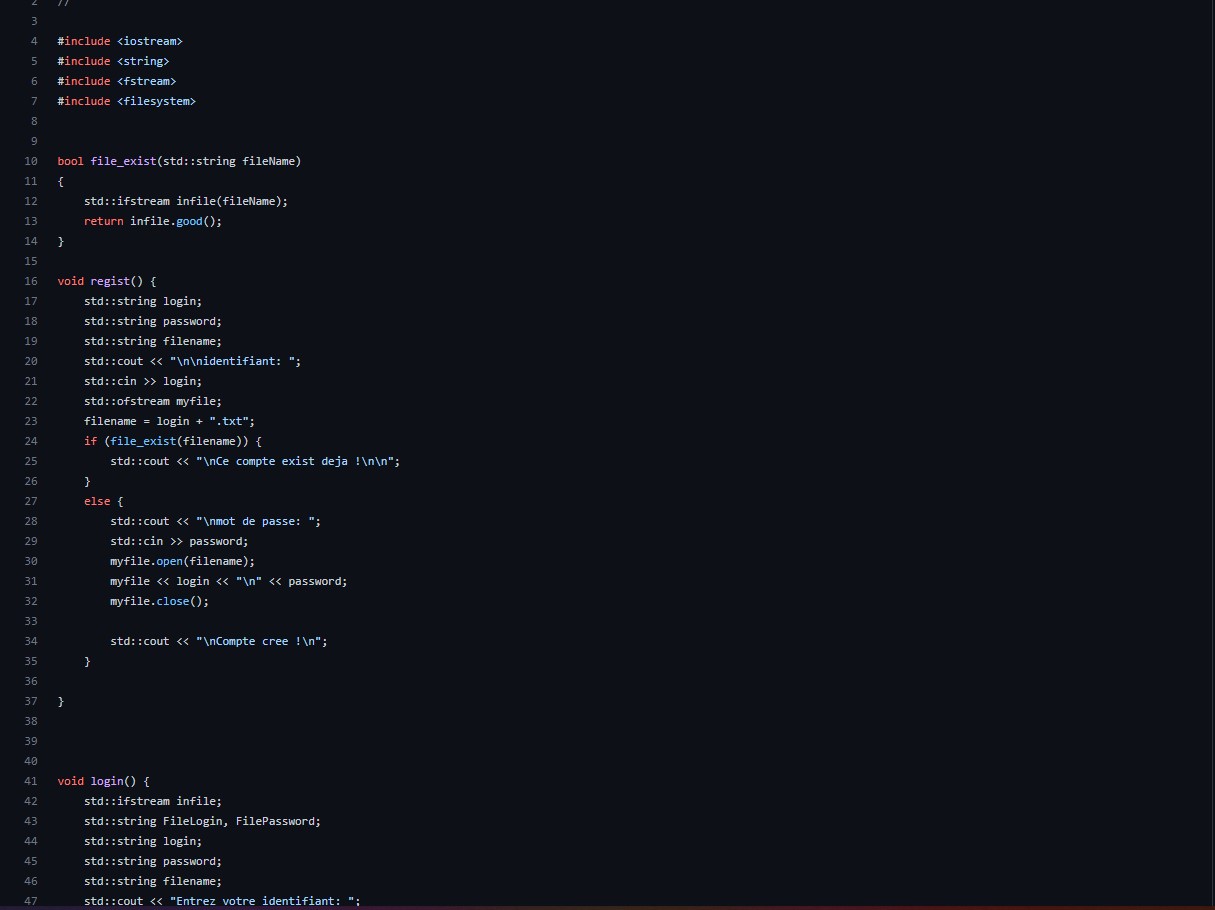 2 //
3
4 #include <iostream>
5 #include <string>
6 #include <fstream>
7 #include <filesystem>
8
9
10 bool file_exist(std::string fileName)
11 {
12     std::ifstream infile(fileName);
13     return infile.good();
14 }
15
16 void regist() {
17     std::string login;
18     std::string password;
19     std::string filename;
20     std::cout << "\n\nidentifiant: ";
21     std::cin >> login;
22     std::ofstream myfile;
23     filename = login + ".txt";
24     if (file_exist(filename)) {
25         std::cout << "\nCe compte exist deja !\n\n";
26     }
27     else {
28         std::cout << "\nmot de passe: ";
29         std::cin >> password;
30         myfile.open(filename);
31         myfile << login << "\n" << password;
32         myfile.close();
33
34         std::cout << "\nCompte cree !\n";
35     }
36
37 }
38
39
40
41 void login() {
42     std::ifstream infile;
43     std::string FileLogin, FilePassword;
44     std::string login;
45     std::string password;
46     std::string filename;
47     std::cout << "Entrez votre identifiant: ";